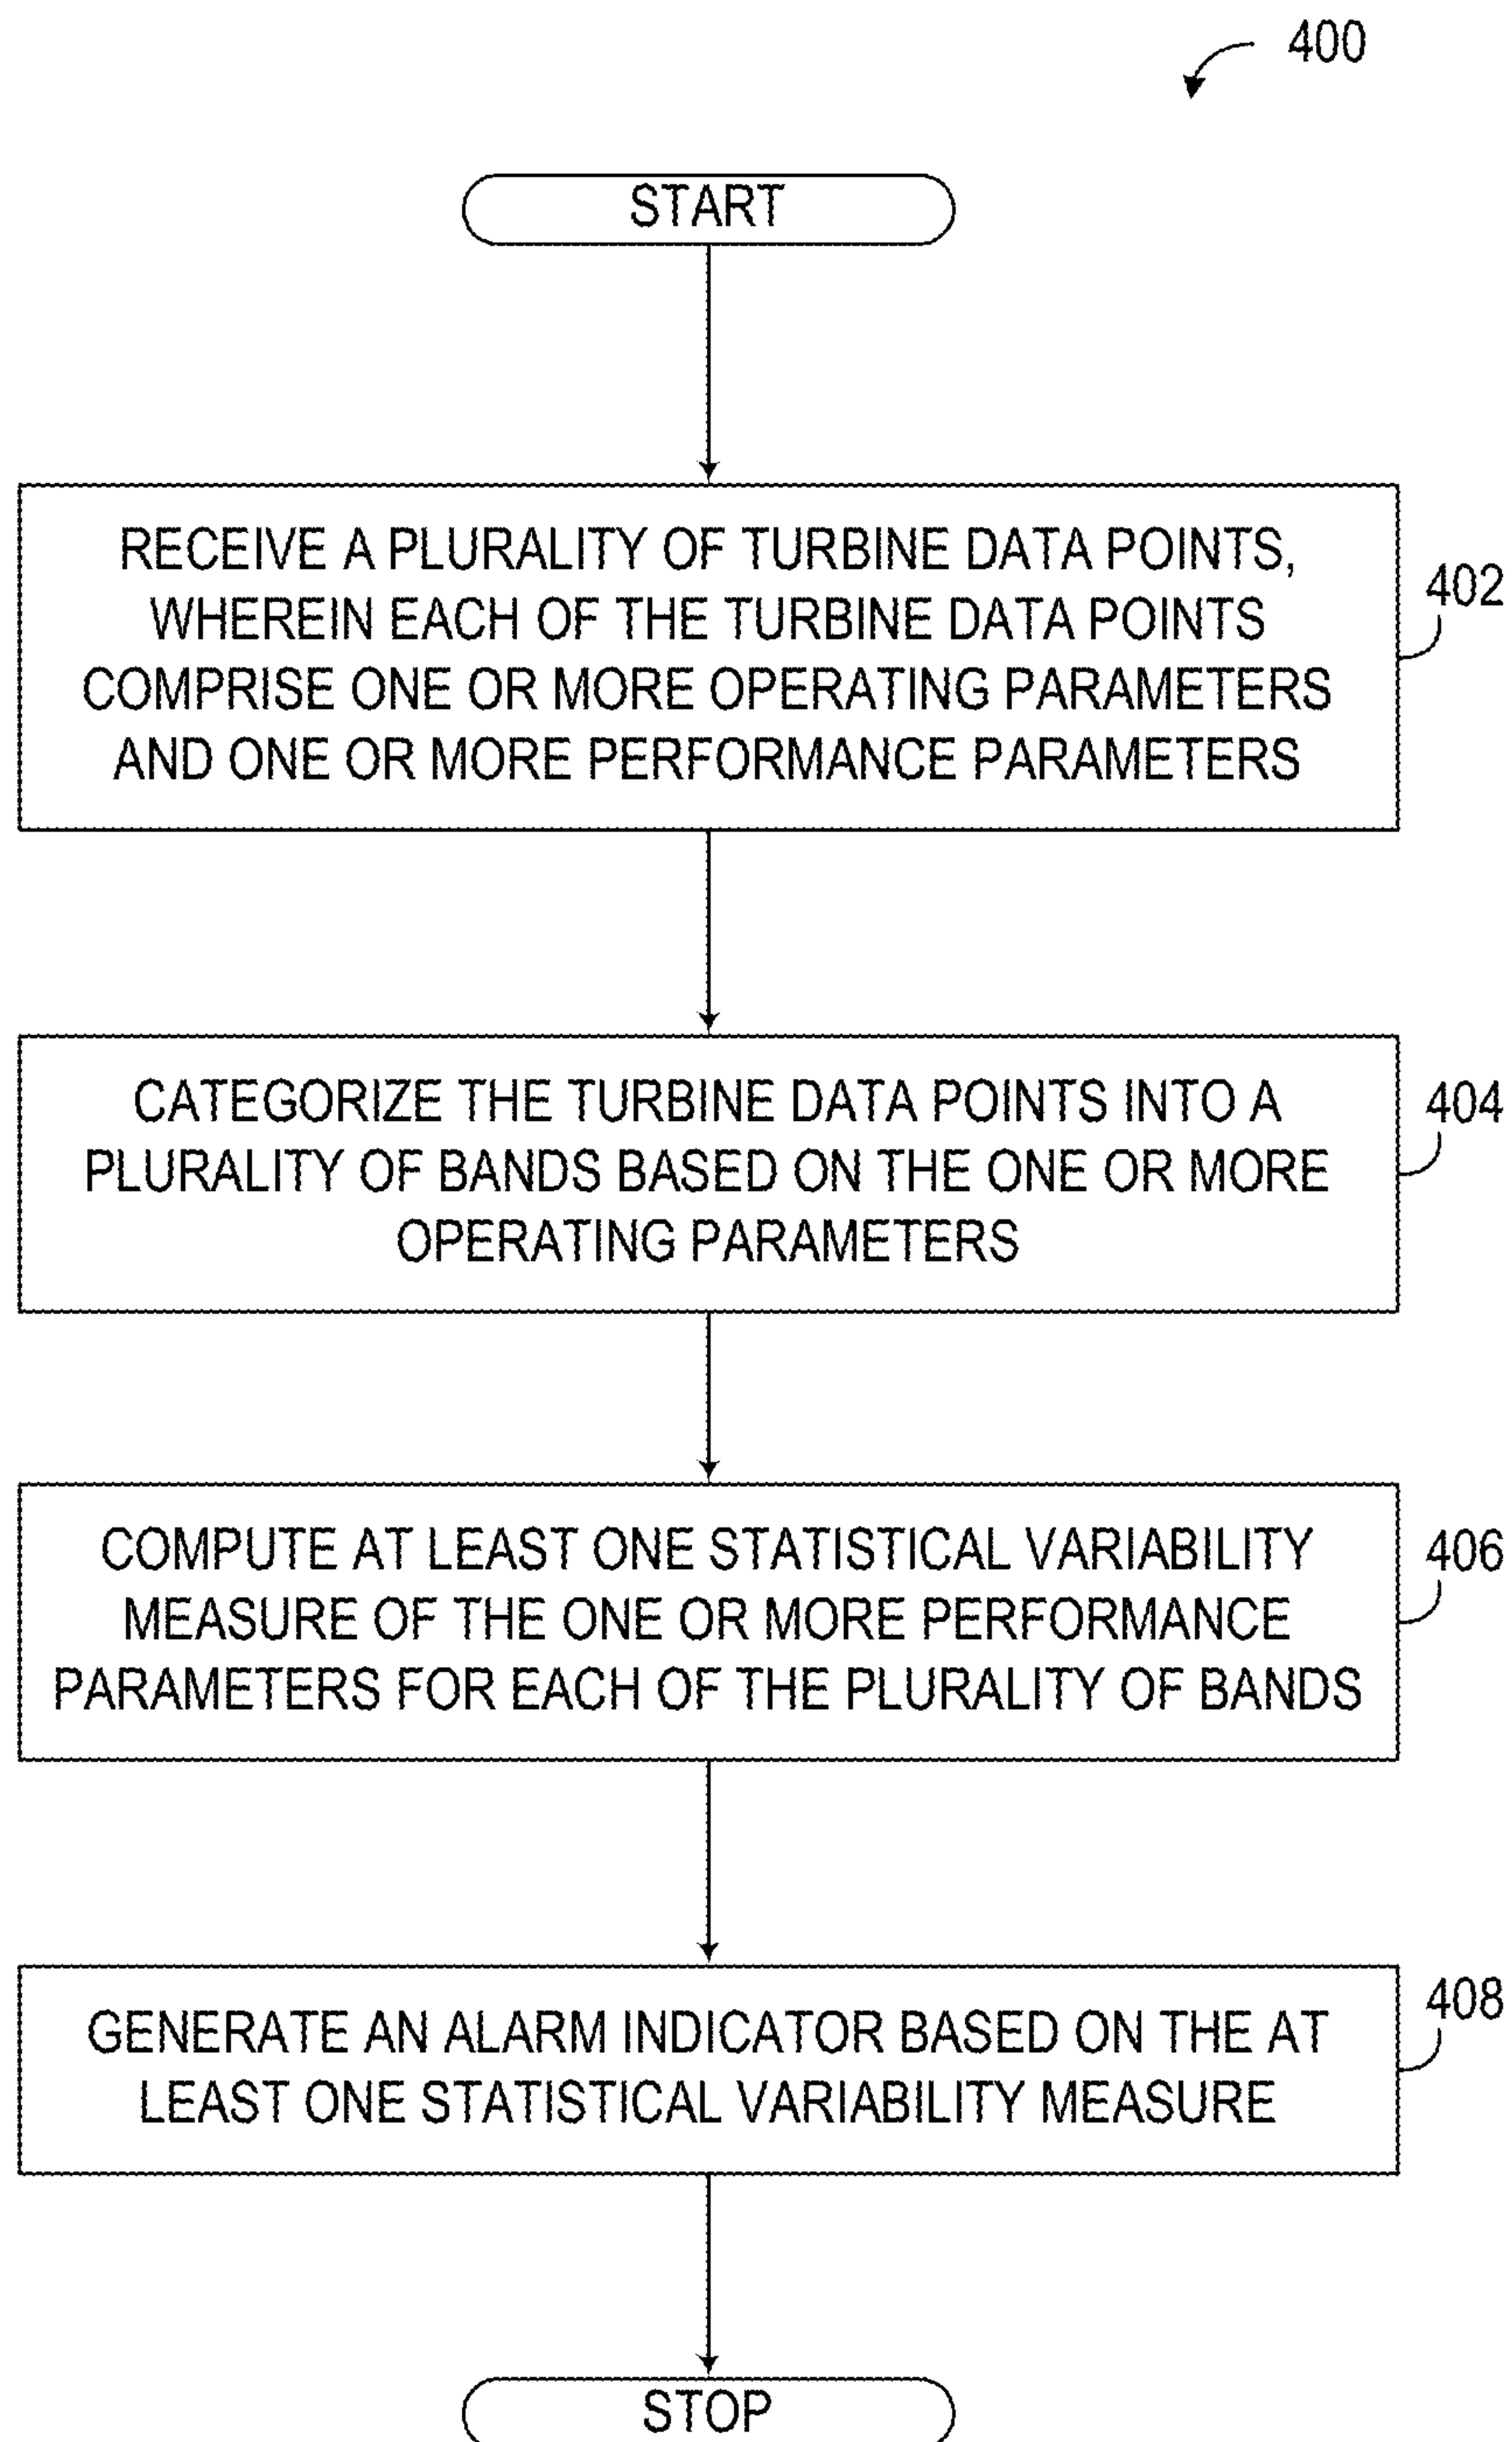 400
START
RECEIVE A PLURALITY OF TURBINE DATA POINTS,
WHEREIN EACH OF THE TURBINE DATA POINTS
COMPRISE ONE OR MORE OPERATING PARAMETERS
AND ONE OR MORE PERFORMANCE PARAMETERS
402
CATEGORIZE THE TURBINE DATA POINTS INTO A
PLURALITY OF BANDS BASED ON THE ONE OR MORE
OPERATING PARAMETERS
404
COMPUTE AT LEAST ONE STATISTICAL VARIABILITY
MEASURE OF THE ONE OR MORE PERFORMANCE
PARAMETERS FOR EACH OF THE PLURALITY OF BANDS
406
GENERATE AN ALARM INDICATOR BASED ON THE AT
LEAST ONE STATISTICAL VARIABILITY MEASURE
408
STOP